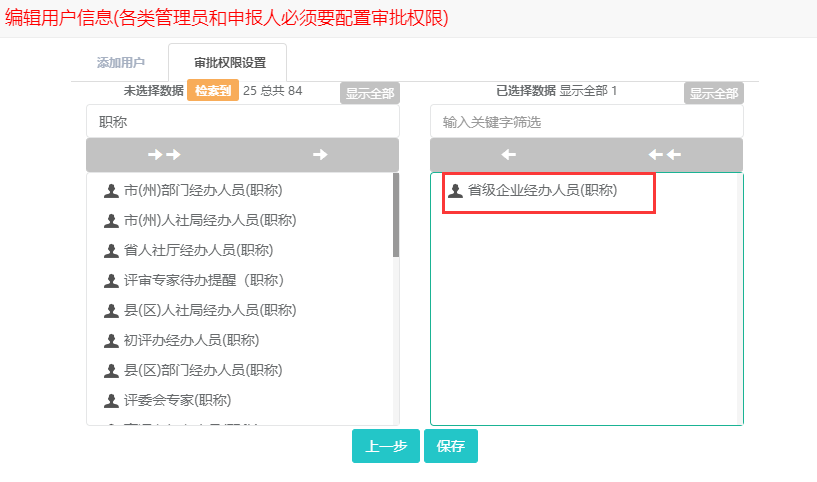 编辑用户信息(各类管理员和申报人必须要配置审批权限)
添加用户 审批权限设置
未选择数据 检索到 25 总共 84 显示全部
已选择数据 显示全部 1 显示全部
职称
输入关键字筛选
市(州)部门经办人员(职称)
市(州)人社局经办人员(职称)
省人社厅经办人员(职称)
评审专家待办提醒（职称）
县(区)人社局经办人员(职称)
初评办经办人员(职称)
县(区)部门经办人员(职称)
评委会专家(职称)
省级企业经办人员(职称)
上一步 保存